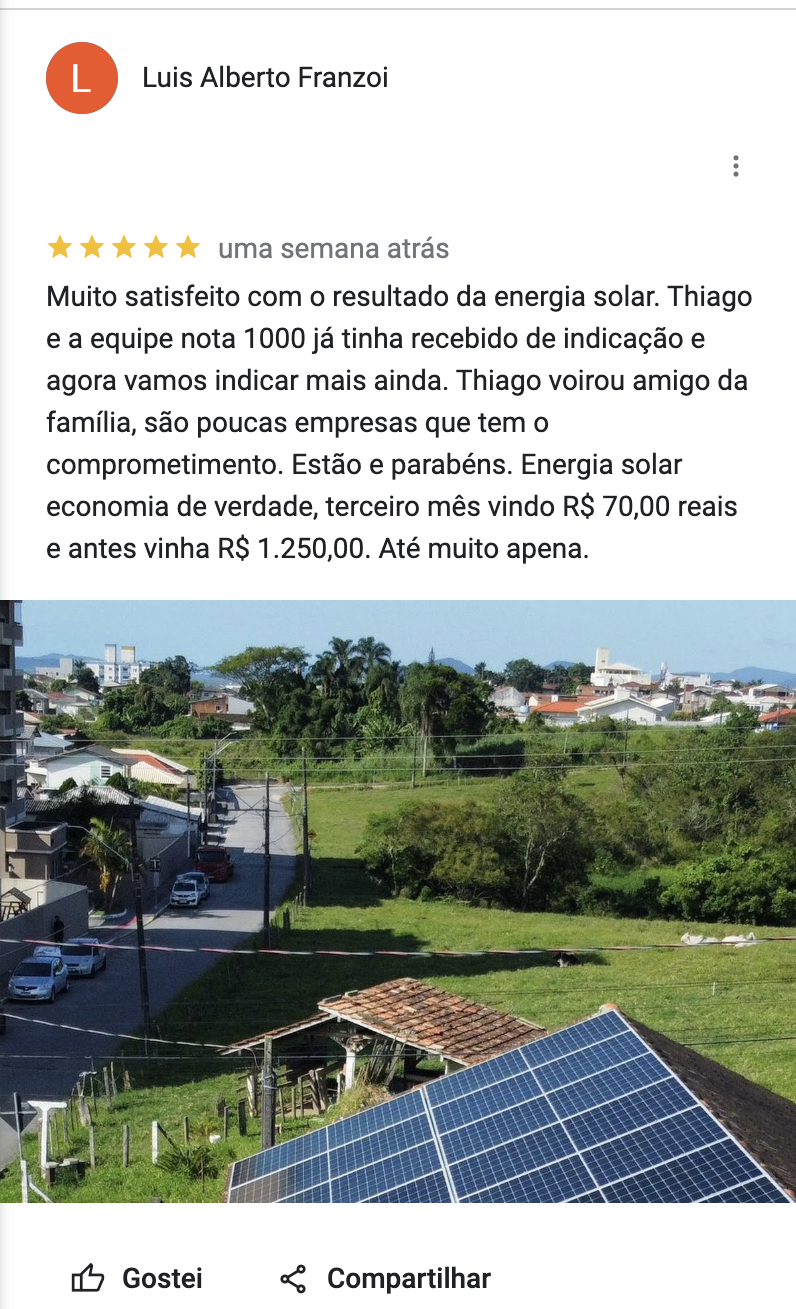 L
Luis Alberto Franzoi
uma semana atrás
Muito satisfeito com o resultado da energia solar. Thiago
e a equipe nota 1000 já tinha recebido de indicação e
agora vamos indicar mais ainda. Thiago voirou amigo da
família, são poucas empresas que tem o
comprometimento. Estão e parabéns. Energia solar
economia de verdade, terceiro mês vindo R$ 70,00 reais
e antes vinha R$ 1.250,00. Até muito apena.
Gostei
Compartilhar